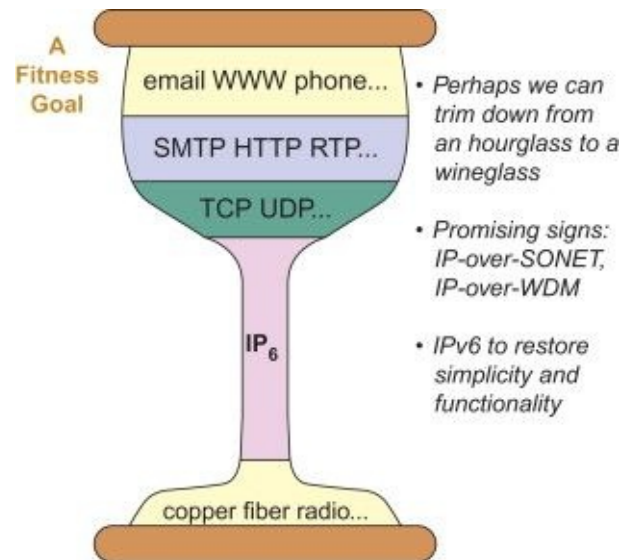 A
Fitness
Goal
email WWW phone...
SMTP HTTP RTP...
TCP UDP...
IP6
copper fiber radio...
• Perhaps we can
trim down from
an hourglass to a
wineglass
• Promising signs:
IP-over-SONET,
IP-over-WDM
• IPv6 to restore
simplicity and
functionality